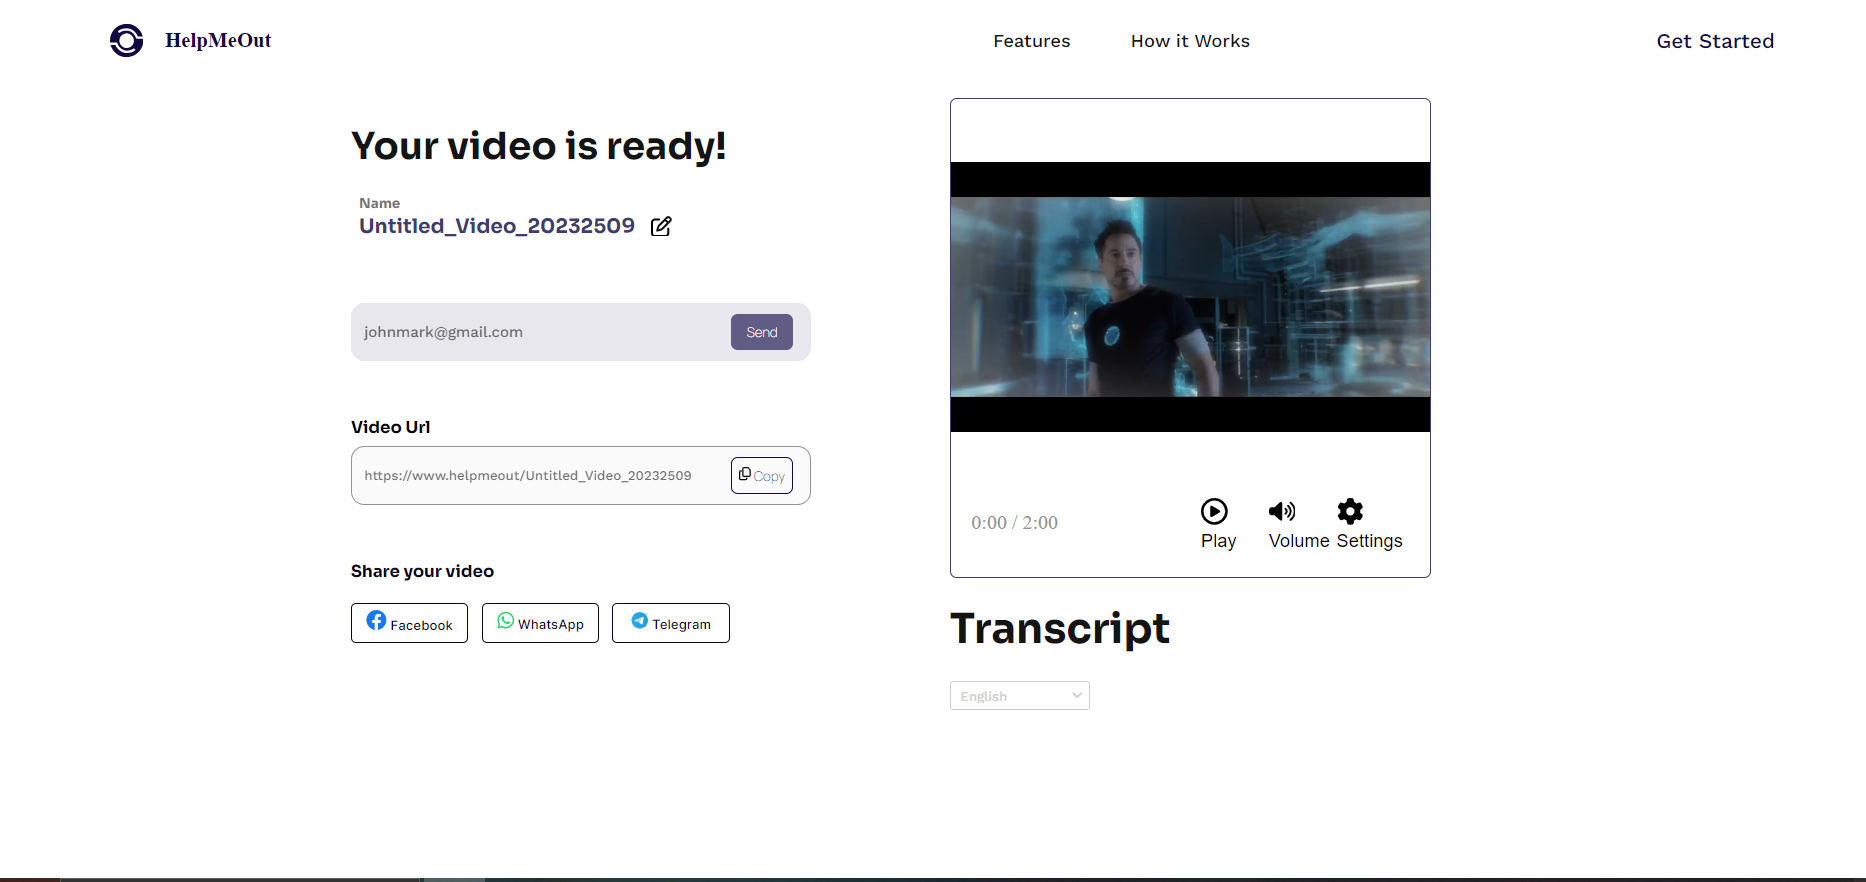 HelpMeOut
Features
How it Works
Get Started
Your video is ready!
Name
Untitled_Video_20232509
johnmark@gmail.com
Send
Video Url
https://www.helpmeout/Untitled_Video_20232509
Copy
Share your video
Facebook
WhatsApp
Telegram
0:00 / 2:00
Play
Volume
Settings
Transcript
English